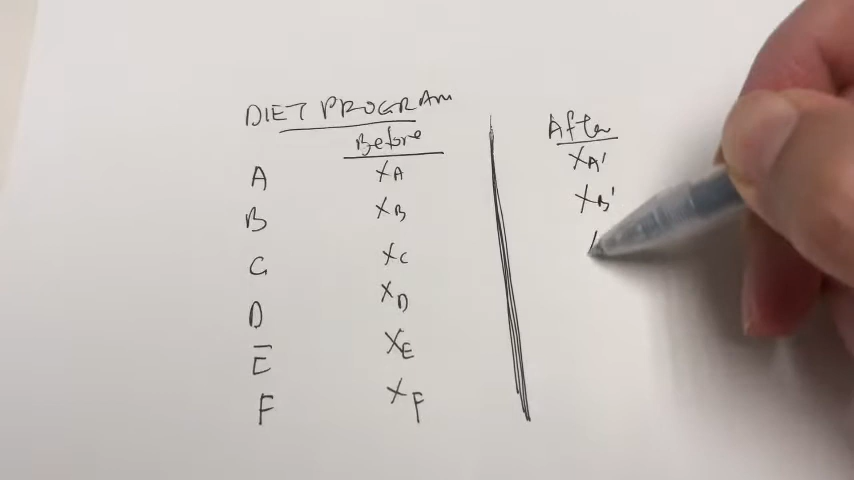 DIET PROGRAM
Before After
A XA XA'
B XB XB'
C XC
D XD
E XE
F XF